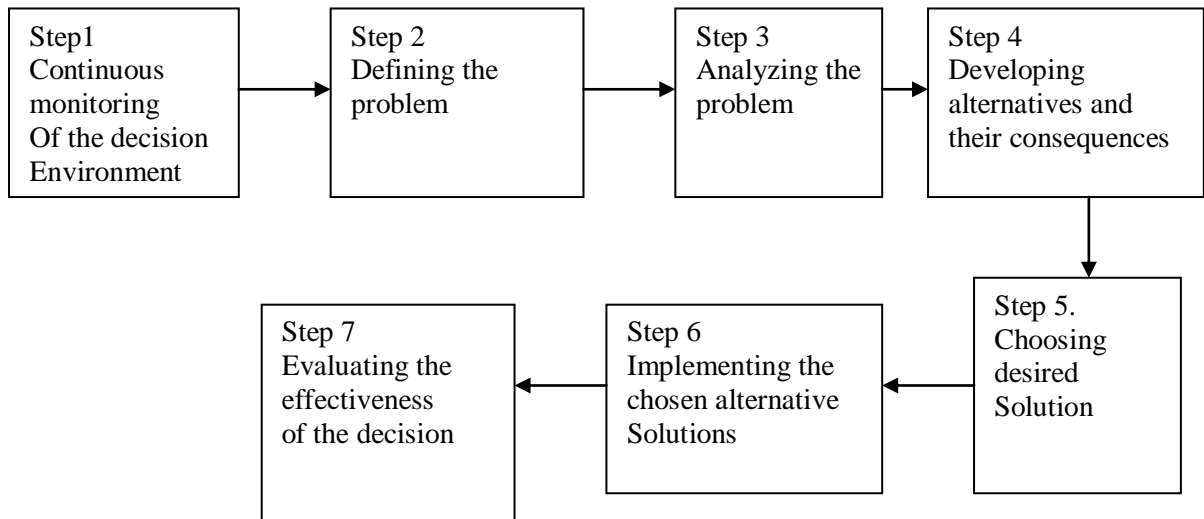 Step1
Continuous
monitoring
Of the decision
Environment
Step 2
Defining the
problem
Step 3
Analyzing the
problem
Step 4
Developing
alternatives and
their consequences
Step 5.
Choosing
desired
Solution
Step 6
Implementing the
chosen alternative
Solutions
Step 7
Evaluating the
effectiveness
of the decision